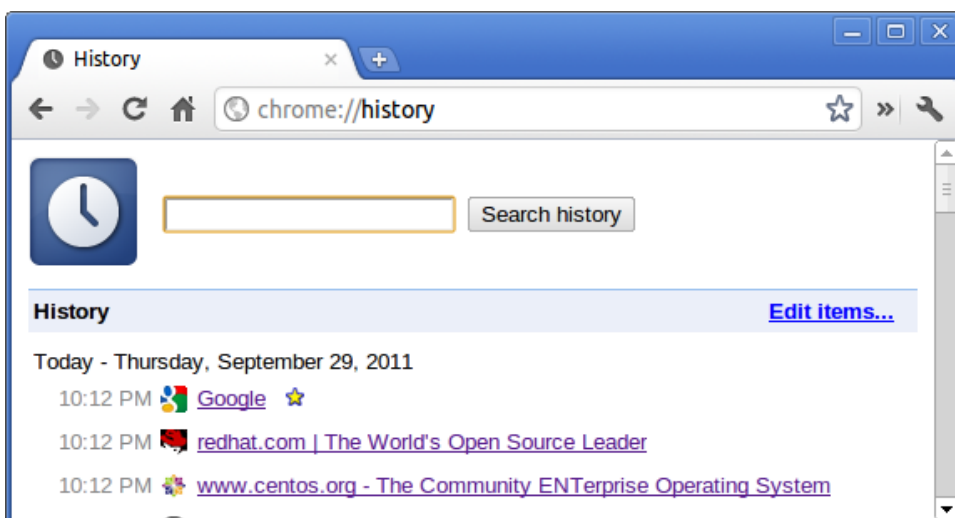 History
chrome://history
Search history
History Edit items...
Today - Thursday, September 29, 2011
10:12 PM Google
10:12 PM redhat.com | The World's Open Source Leader
10:12 PM www.centos.org - The Community ENTerprise Operating System